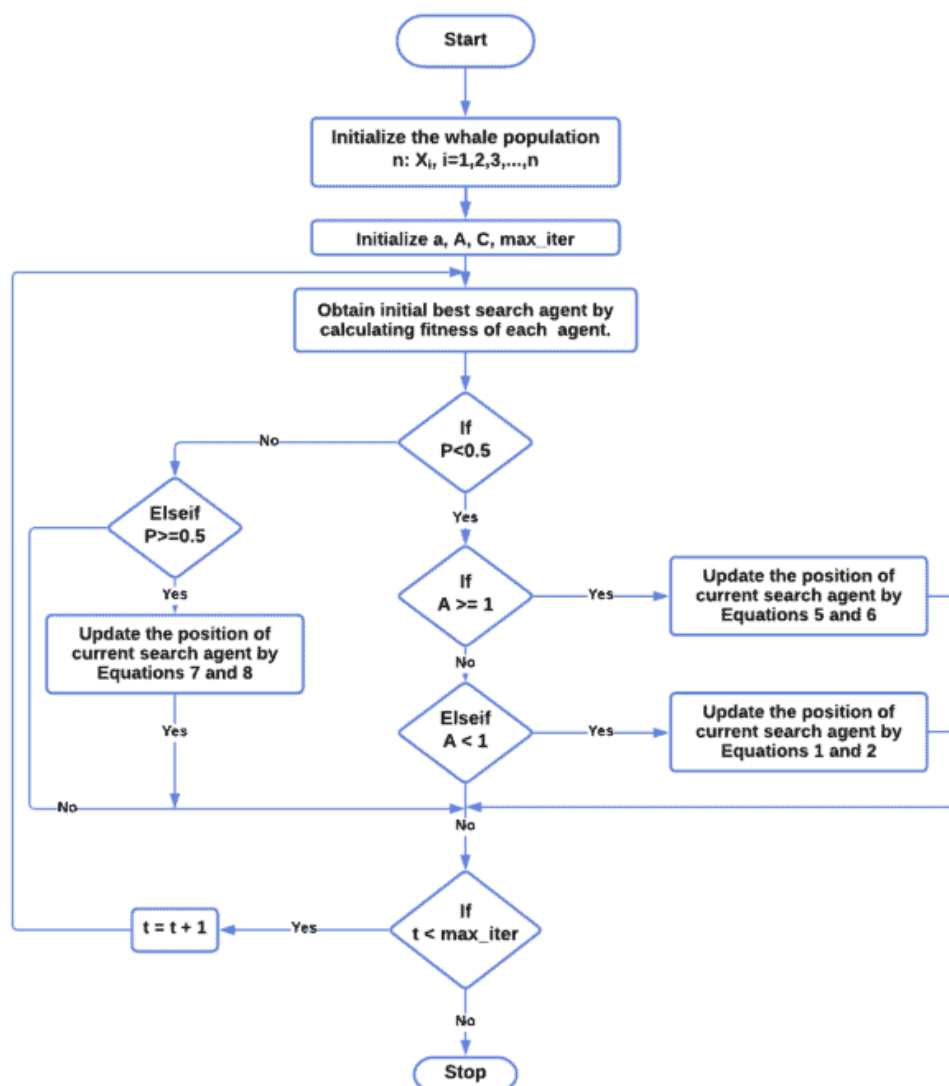 Start
Initialize the whale population
n: Xi, i=1,2,3,...,n
Initialize a, A, C, max_iter
Obtain initial best search agent by
calculating fitness of each agent.
If
P<0.5
No
Yes
Elseif
P>=0.5
Yes
Update the position of
current search agent by
Equations 7 and 8
Yes
No
If
A >= 1
Yes
Update the position of
current search agent by
Equations 5 and 6
No
Elseif
A < 1
Yes
Update the position of
current search agent by
Equations 1 and 2
No
If
t < max_iter
Yes
t = t + 1
No
Stop